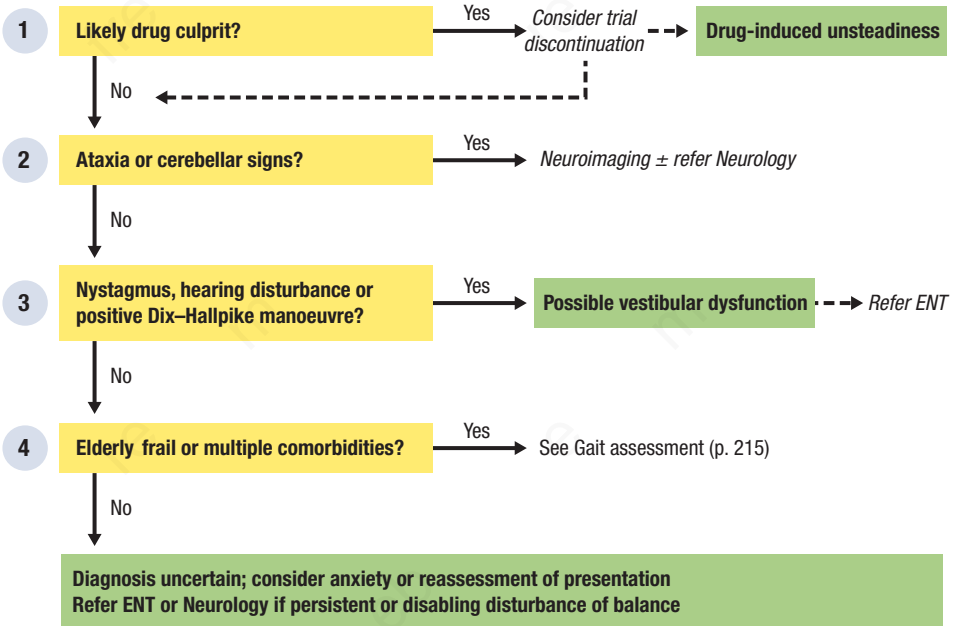 1
Likely drug culprit?
Yes
Consider trial
discontinuation
Drug-induced unsteadiness
No
2
Ataxia or cerebellar signs?
Yes
Neuroimaging ± refer Neurology
No
3
Nystagmus, hearing disturbance or
positive Dix–Hallpike manoeuvre?
Yes
Possible vestibular dysfunction
Refer ENT
No
4
Elderly frail or multiple comorbidities?
Yes
See Gait assessment (p. 215)
No
Diagnosis uncertain; consider anxiety or reassessment of presentation
Refer ENT or Neurology if persistent or disabling disturbance of balance